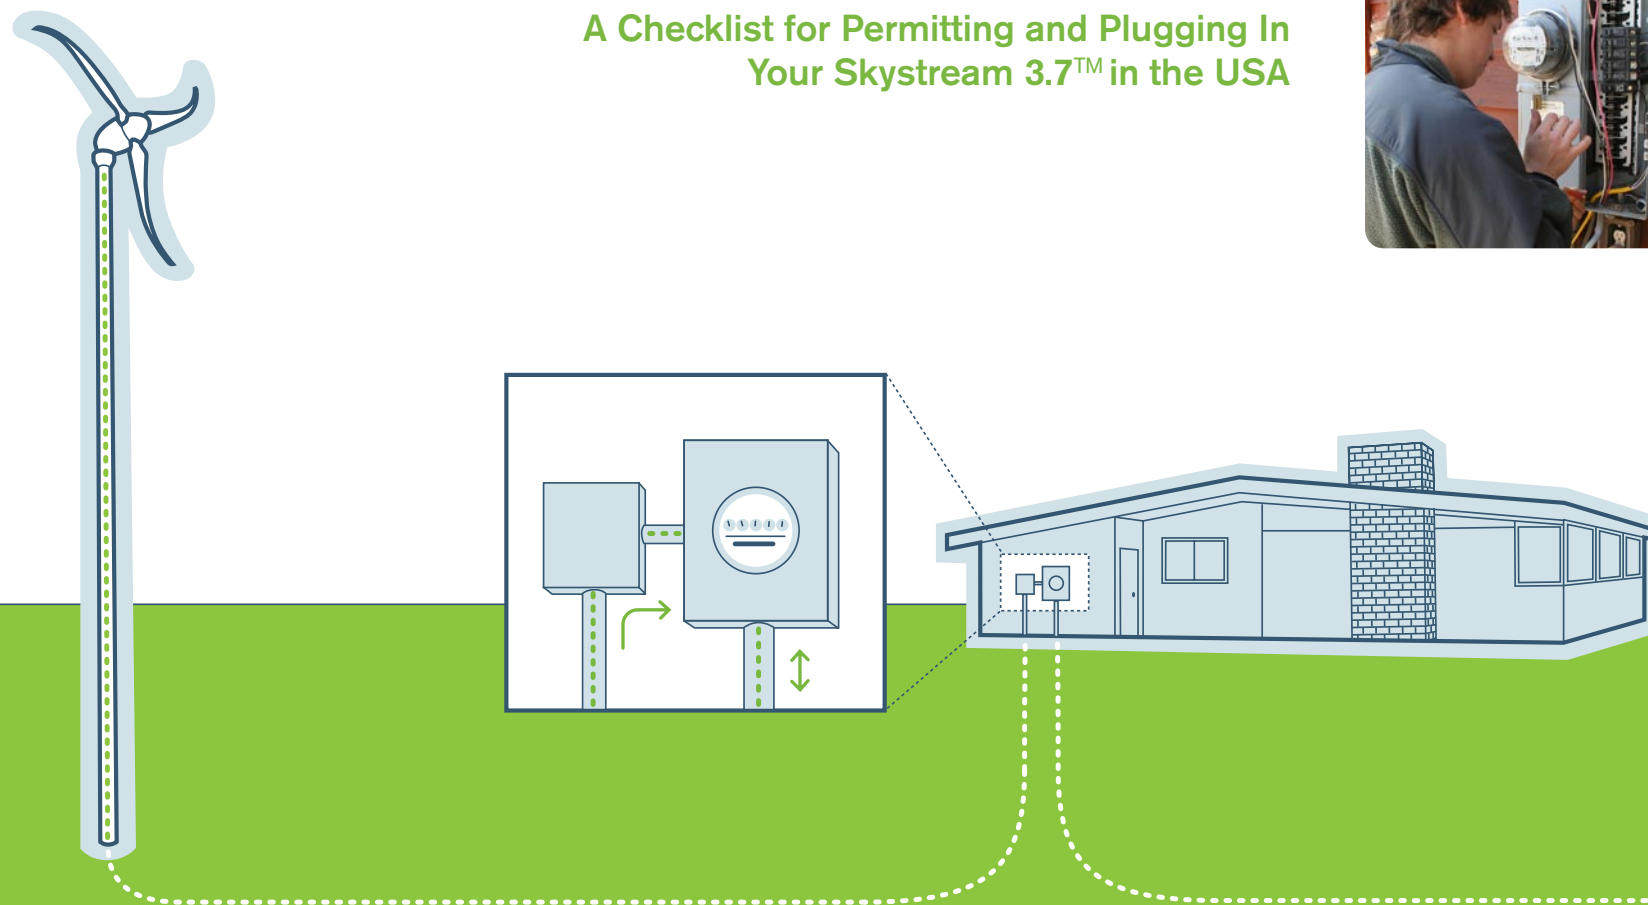 A Checklist for Permitting and Plugging In
Your Skystream 3.7™ in the USA